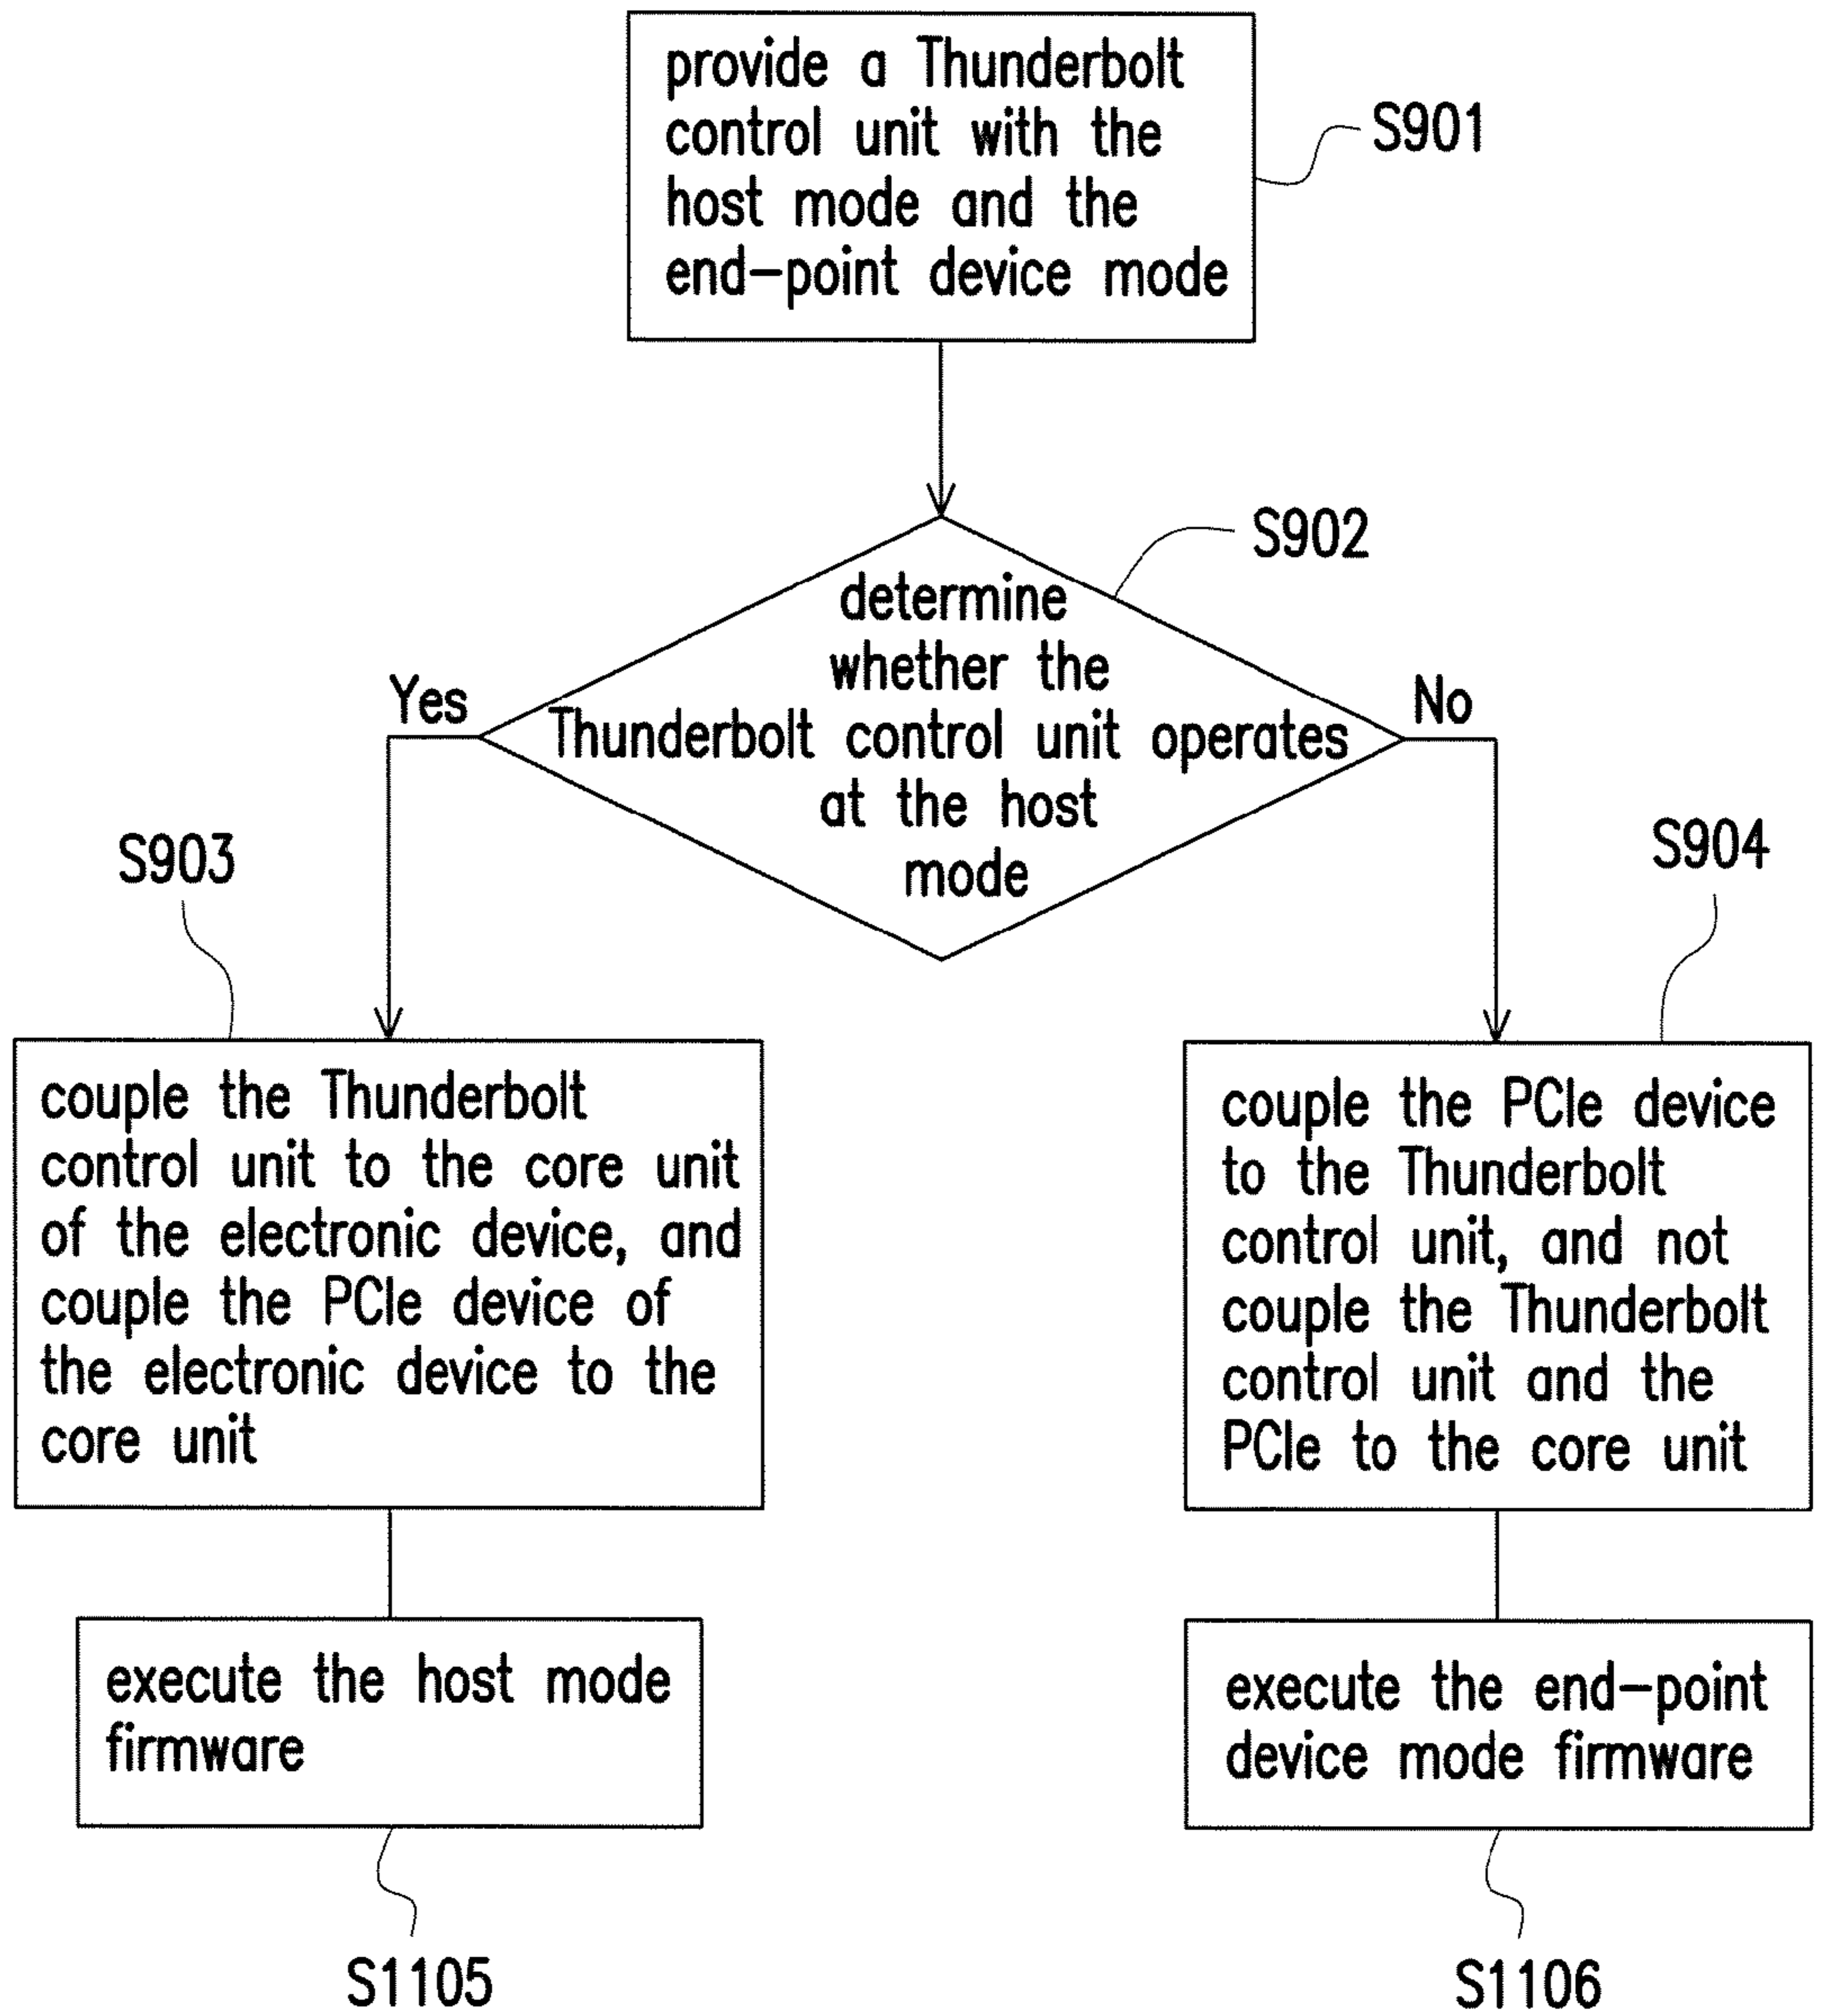 provide a Thunderbolt
control unit with the
host mode and the
end-point device mode
S901
S902
determine
whether the
Thunderbolt control unit operates
at the host
mode
Yes
No
S903
S904
couple the Thunderbolt
control unit to the core unit
of the electronic device, and
couple the PCIe device of
the electronic device to the
core unit
couple the PCIe device
to the Thunderbolt
control unit, and not
couple the Thunderbolt
control unit and the
PCIe to the core unit
execute the host mode
firmware
execute the end-point
device mode firmware
S1105
S1106